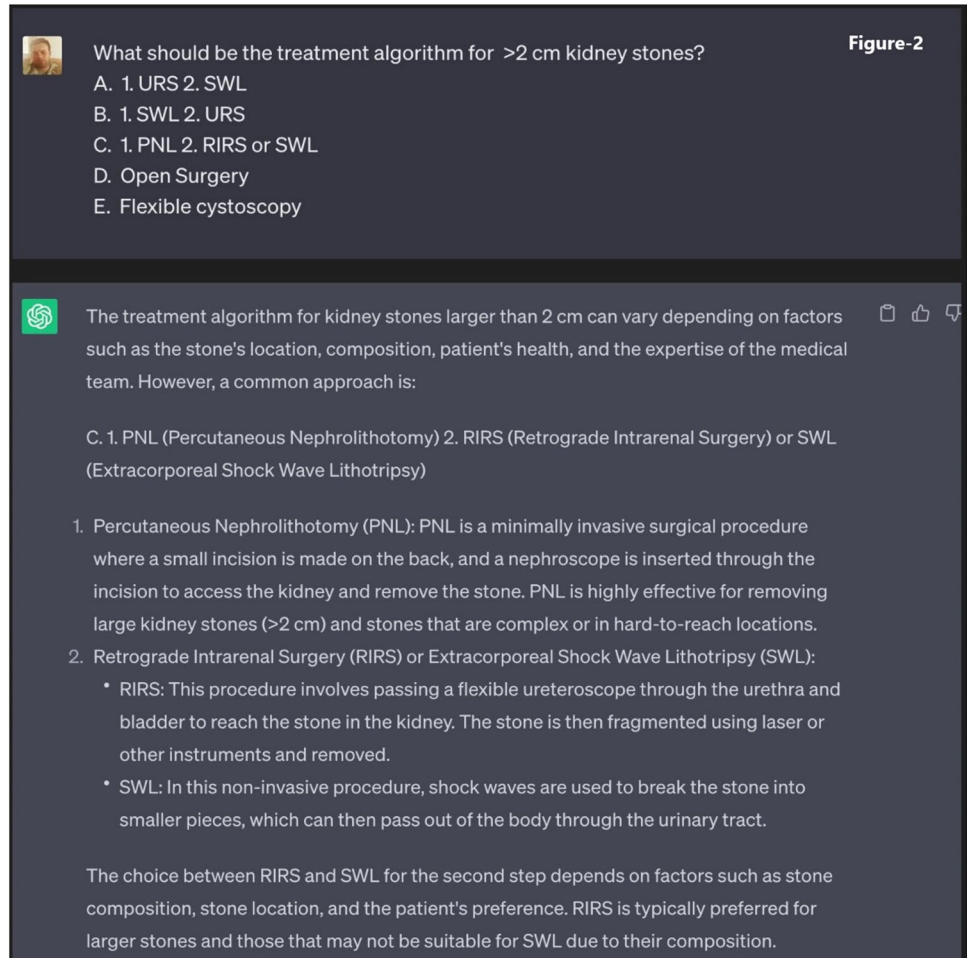 Figure-2
What should be the treatment algorithm for >2 cm kidney stones?
A. 1. URS 2. SWL
B. 1. SWL 2. URS
C. 1. PNL 2. RIRS or SWL
D. Open Surgery
E. Flexible cystoscopy
The treatment algorithm for kidney stones larger than 2 cm can vary depending on factors
such as the stone's location, composition, patient's health, and the expertise of the medical
team. However, a common approach is:
C. 1. PNL (Percutaneous Nephrolithotomy) 2. RIRS (Retrograde Intrarenal Surgery) or SWL
(Extracorporeal Shock Wave Lithotripsy)
1. Percutaneous Nephrolithotomy (PNL): PNL is a minimally invasive surgical procedure
where a small incision is made on the back, and a nephroscope is inserted through the
incision to access the kidney and remove the stone. PNL is highly effective for removing
large kidney stones (>2 cm) and stones that are complex or in hard-to-reach locations.
2. Retrograde Intrarenal Surgery (RIRS) or Extracorporeal Shock Wave Lithotripsy (SWL):
• RIRS: This procedure involves passing a flexible ureteroscope through the urethra and
bladder to reach the stone in the kidney. The stone is then fragmented using laser or
other instruments and removed.
• SWL: In this non-invasive procedure, shock waves are used to break the stone into
smaller pieces, which can then pass out of the body through the urinary tract.
The choice between RIRS and SWL for the second step depends on factors such as stone
composition, stone location, and the patient's preference. RIRS is typically preferred for
larger stones and those that may not be suitable for SWL due to their composition.